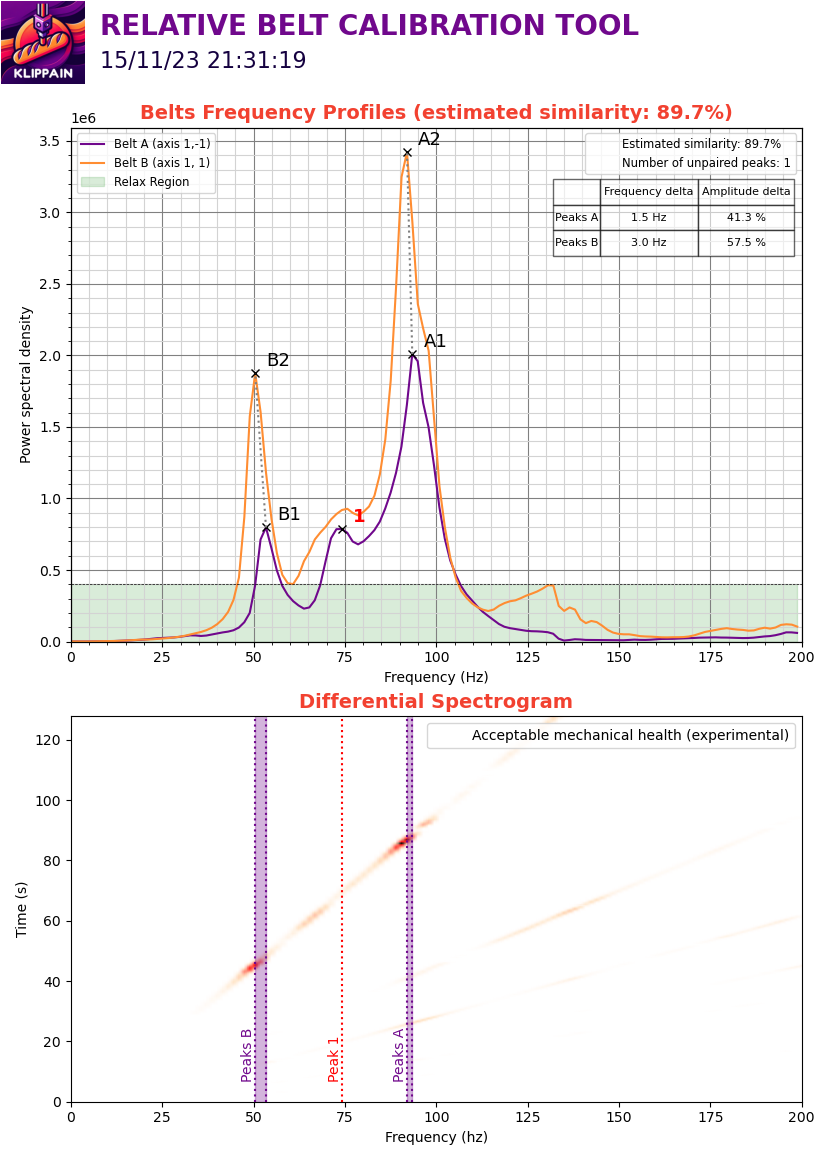 KLIPPAIN
RELATIVE BELT CALIBRATION TOOL
15/11/23 21:31:19
Belts Frequency Profiles (estimated similarity: 89.7%)
1e6
Belt A (axis 1,-1)
Belt B (axis 1, 1)
Relax Region
Estimated similarity: 89.7%
Number of unpaired peaks: 1
Frequency delta Amplitude delta
Peaks A 1.5 Hz 41.3 %
Peaks B 3.0 Hz 57.5 %
A2
A1
B2
B1
1
Power spectral density
3.5
3.0
2.5
2.0
1.5
1.0
0.5
0.0
0 25 50 75 100 125 150 175 200
Frequency (Hz)
Differential Spectrogram
Acceptable mechanical health (experimental)
Time (s)
120
100
80
60
40
20
0
Peaks B
Peak 1
Peaks A
0 25 50 75 100 125 150 175 200
Frequency (hz)